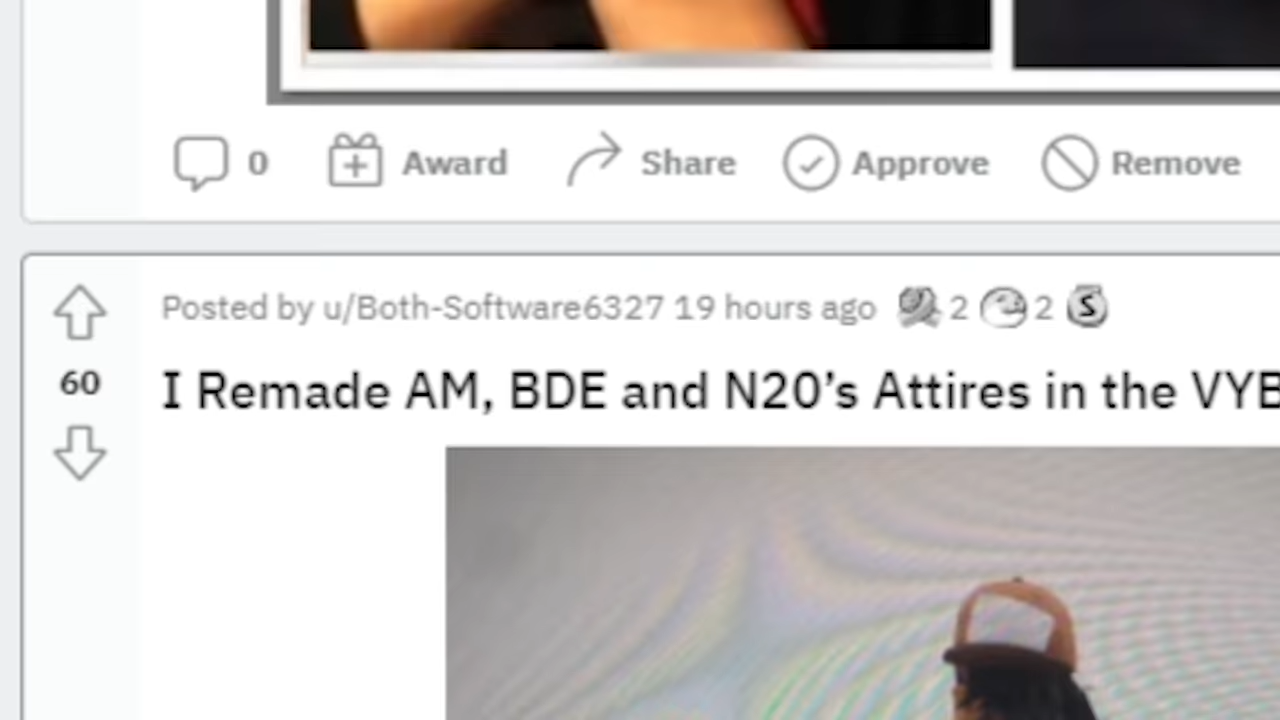 0 Award Share Approve Remove
Posted by u/Both-Software6327 19 hours ago 2 2 S
60
I Remade AM, BDE and N20’s Attires in the VYB